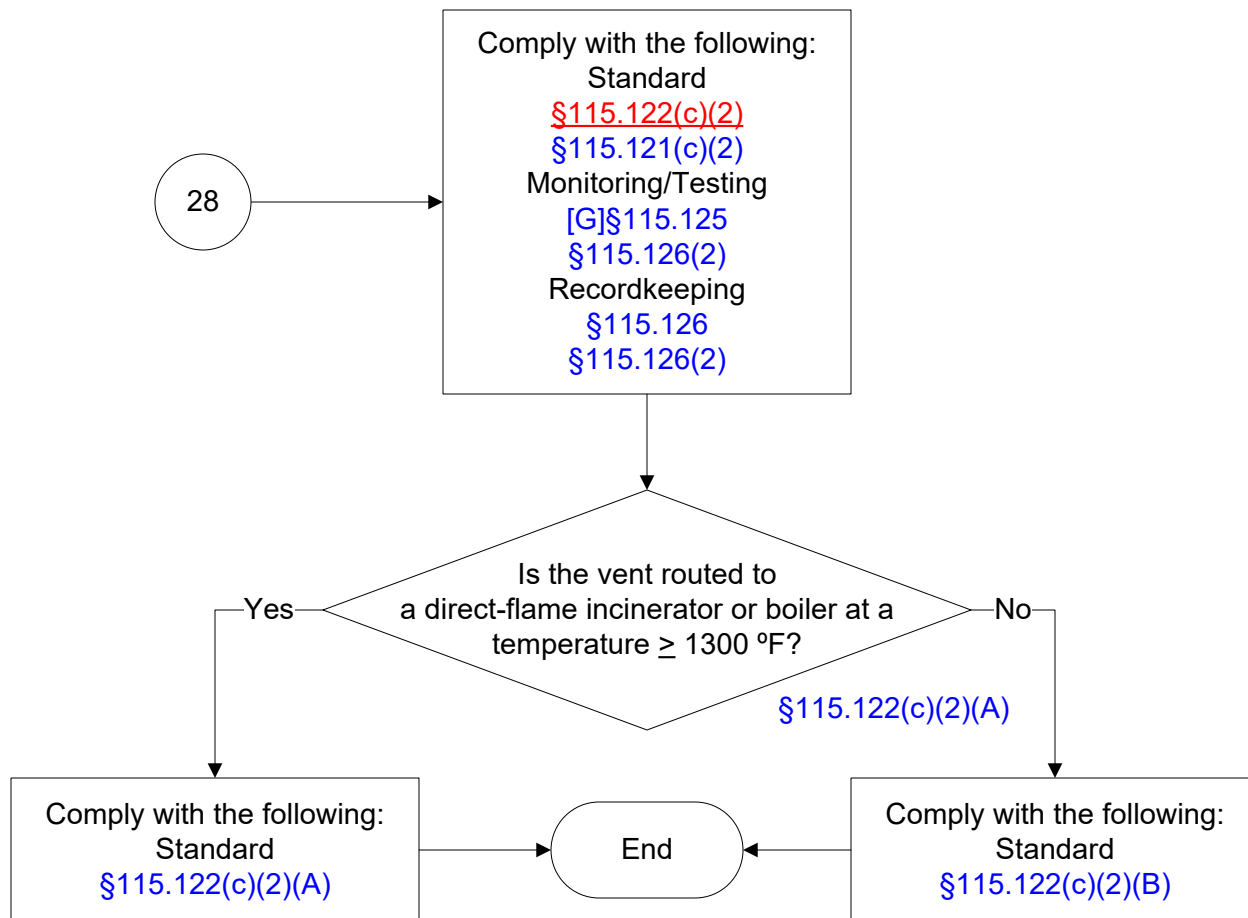 Comply with the following:
Standard
§115.122(c)(2)
§115.121(c)(2)
Monitoring/Testing
[G]§115.125
§115.126(2)
Recordkeeping
§115.126
§115.126(2)
28
Is the vent routed to
a direct-flame incinerator or boiler at a
temperature ≥ 1300 ºF?
Yes
No
§115.122(c)(2)(A)
Comply with the following:
Standard
§115.122(c)(2)(A)
End
Comply with the following:
Standard
§115.122(c)(2)(B)